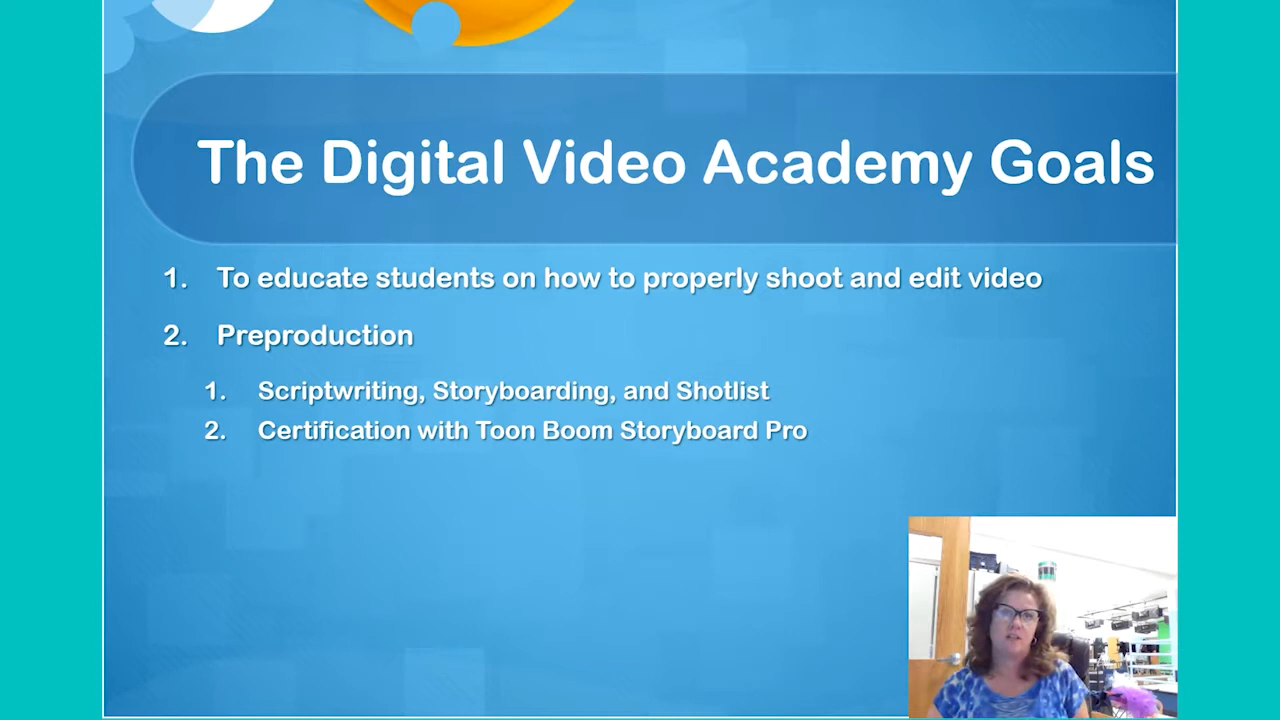 The Digital Video Academy Goals
1. To educate students on how to properly shoot and edit video
2. Preproduction
1. Scriptwriting, Storyboarding, and Shotlist
2. Certification with Toon Boom Storyboard Pro